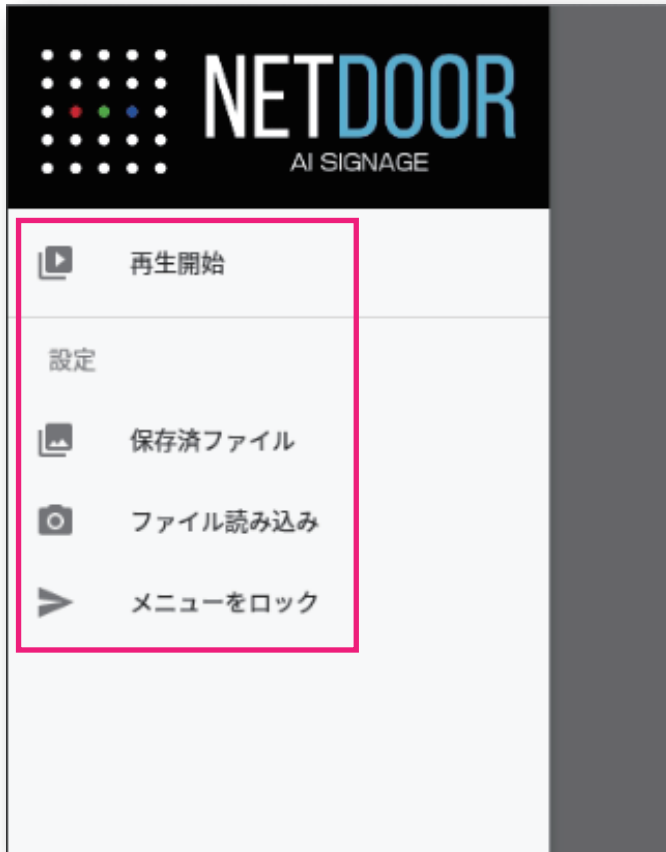 NETDOOR
AI SIGNAGE
再生開始
設定
保存済ファイル
ファイル読み込み
メニューをロック